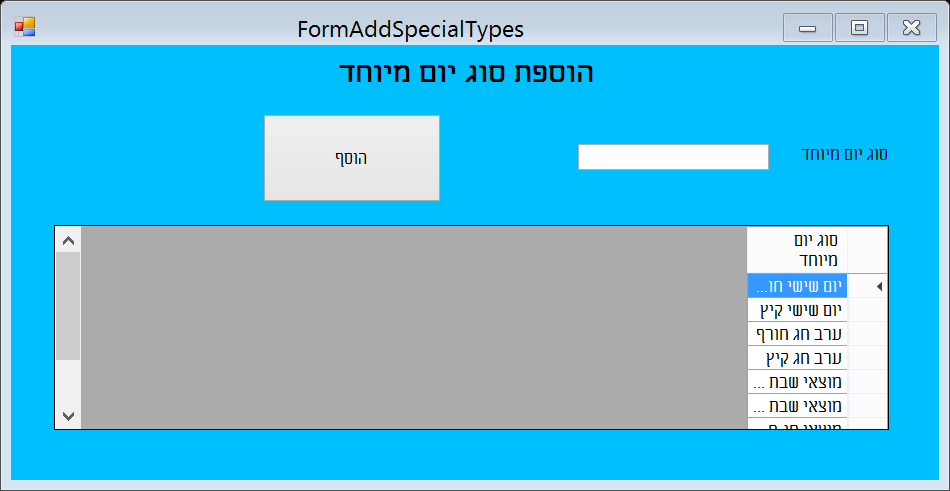 FormAddSpecialTypes
הוספת סוג יום מיוחד
סוג יום מיוחד
הוסף
סוג יום
מיוחד
יום שישי חו...
יום שישי קיץ
ערב חג חורף
ערב חג קיץ
מוצאי שבת ...
מוצאי שבת ...